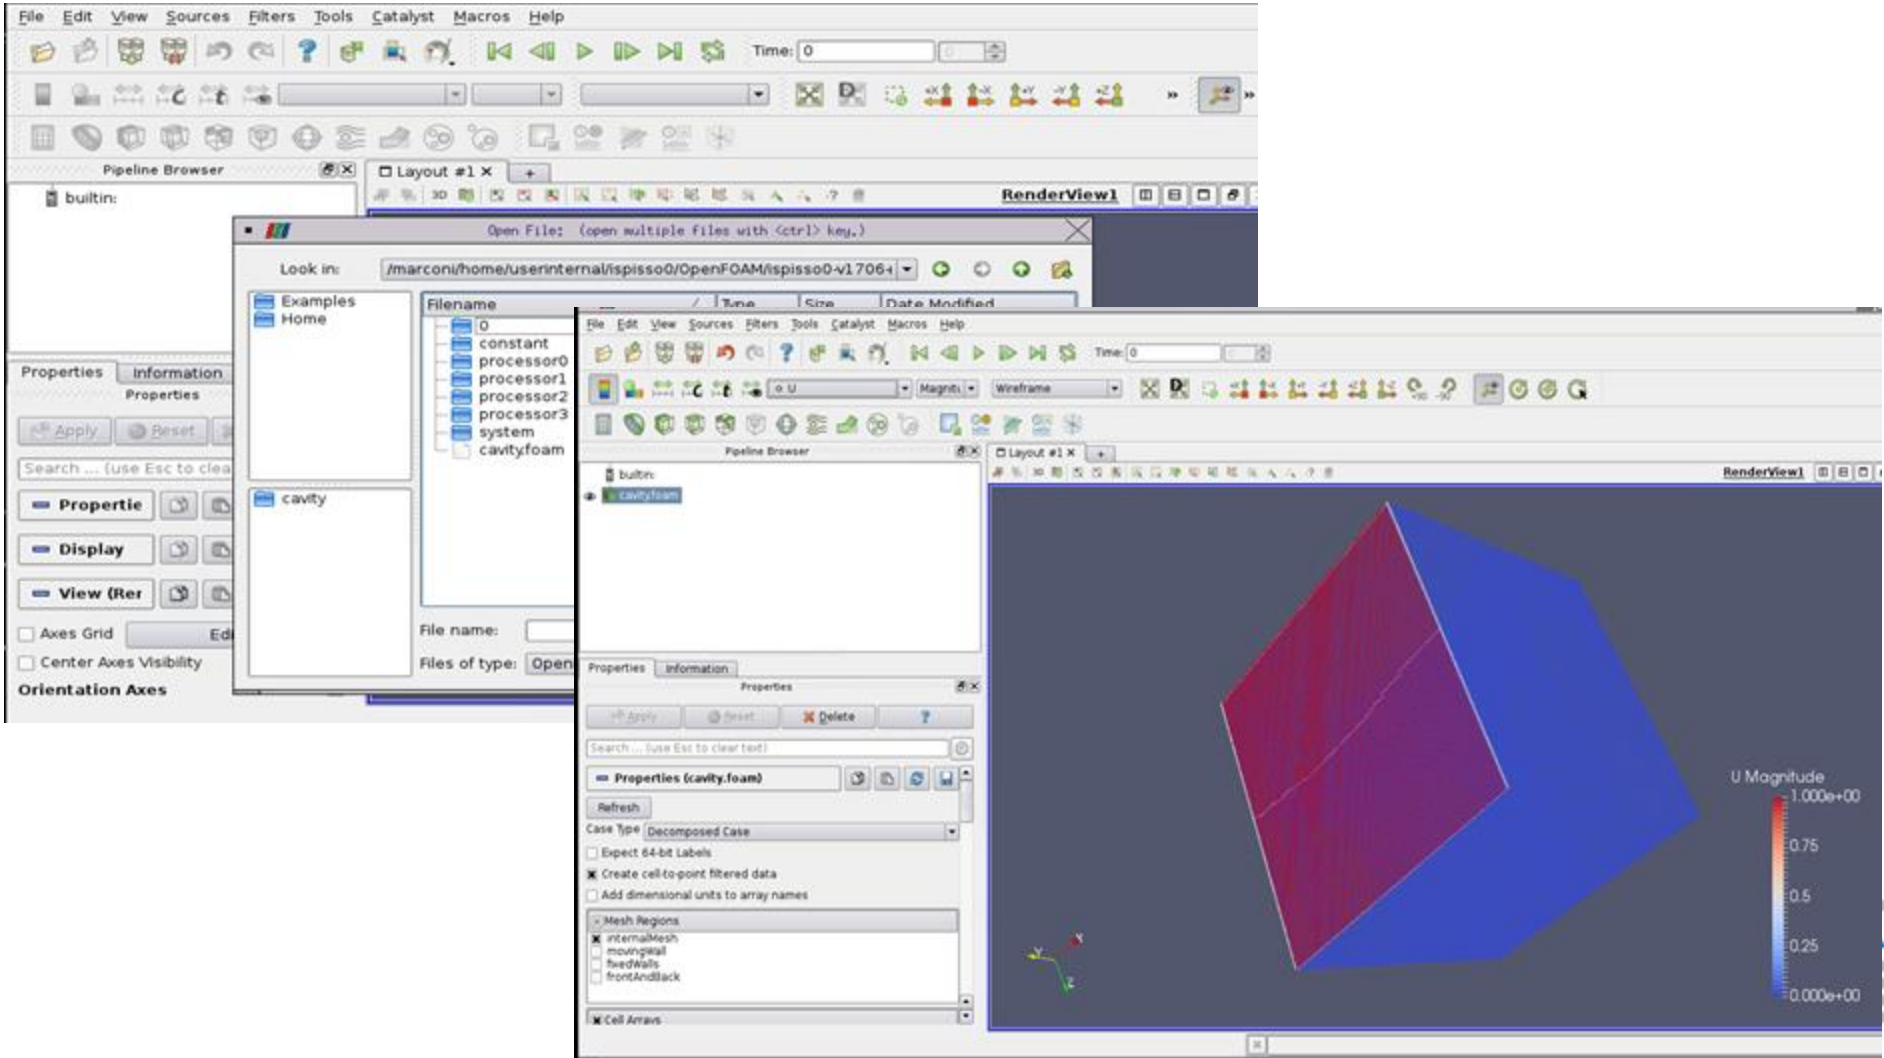 File Edit View Sources Filters Tools Catalyst Macros Help
Time: 0
Pipeline Browser
builtin:
Layout #1
3D
RenderView1
Open File: (open multiple files with <ctrl> key.)
Look in: /marconi/home/userinternal/ispisso0/OpenFOAM/ispisso0-v1706+
Examples
Home
cavity
Filename / Type Size Date Modified
0
constant
processor0
processor1
processor2
processor3
system
cavity.foam
File name:
Files of type: Open
Properties Information
Properties
Apply Reset
Search ... (use Esc to clea
Propertie
Display
View (Rer
Axes Grid Edi
Center Axes Visibility
Orientation Axes
File Edit View Sources Filters Tools Catalyst Macros Help
Time: 0
U Magnitu Wireframe
Pipeline Browser
builtin:
cavity.foam
Layout #1
3D
RenderView1
Properties Information
Properties
Apply Reset Delete ?
Search ... (use Esc to clear text)
Properties (cavity.foam)
Refresh
Case Type Decomposed Case
Expect 64-bit Labels
Create cell-to-point filtered data
Add dimensional units to array names
Mesh Regions
internalMesh
movingWall
fixedWalls
frontAndBack
Cell Arrays
U Magnitude
1.000e+00
0.75
0.5
0.25
0.000e+00
Y
X
Z